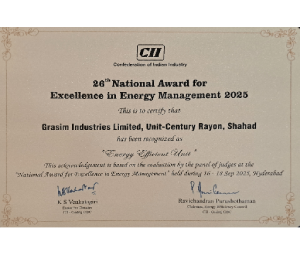 CII
Confederation of Indian Industry
26th National Award for
Excellence in Energy Management 2025
This is to certify that
Grasim Industries Limited, Unit-Century Rayon, Shahad
has been recognized as
"Energy Efficient Unit"
This acknowledgement is based on the evaluation by the panel of judges at the
"National Award for Excellence in Energy Management" held during 16 - 18 Sep 2025, Hyderabad
K S Venkatagiri
Ravichandran Purushothaman